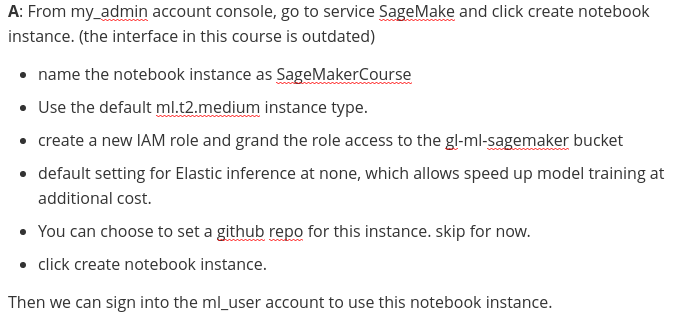 A: From my_admin account console, go to service SageMake and click create notebook
instance. (the interface in this course is outdated)
• name the notebook instance as SageMakerCourse
• Use the default ml.t2.medium instance type.
• create a new IAM role and grand the role access to the gl-ml-sagemaker bucket
• default setting for Elastic inference at none, which allows speed up model training at
additional cost.
• You can choose to set a github repo for this instance. skip for now.
• click create notebook instance.
Then we can sign into the ml_user account to use this notebook instance.